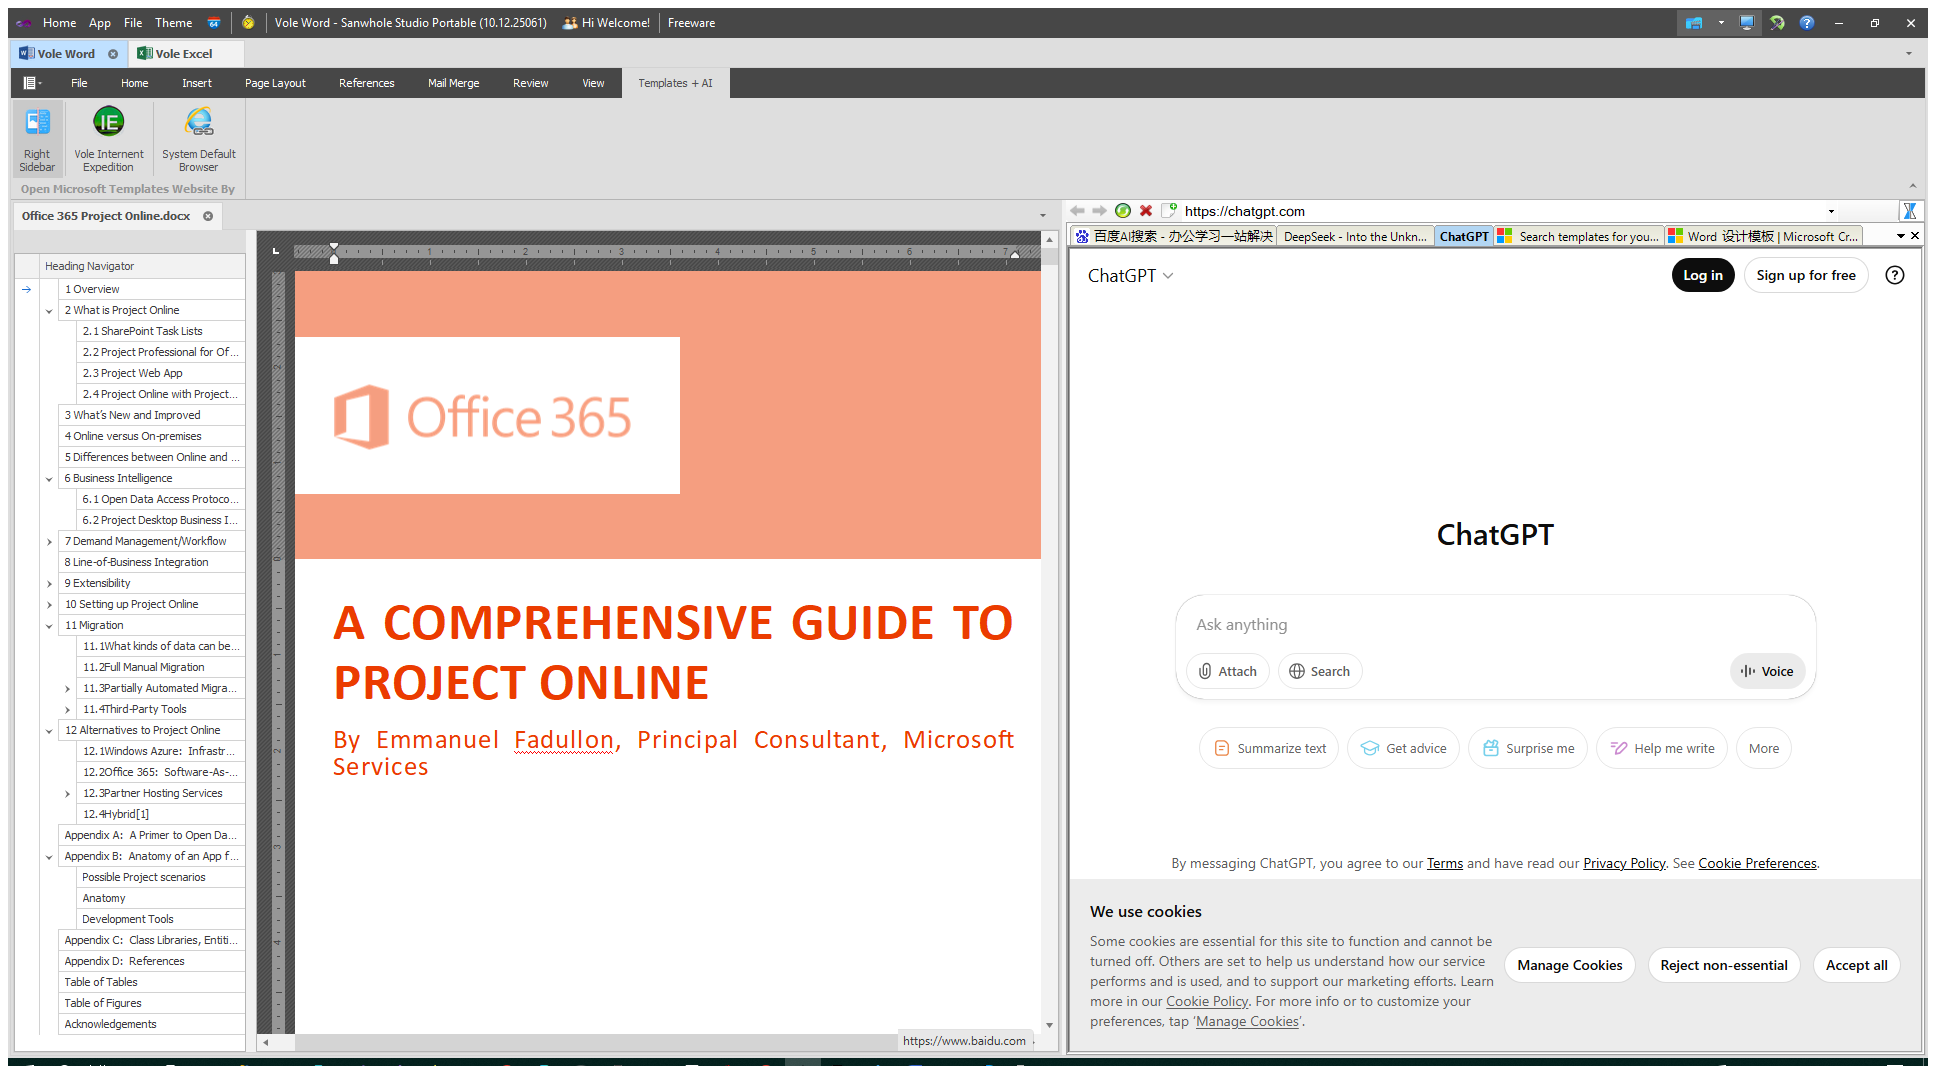 Home App File Theme 64 Vole Word - Sanwhole Studio Portable (10.12.25061) Hi Welcome! Freeware
Vole Word Vole Excel
File Home Insert Page Layout References Mail Merge Review View Templates + AI
Right Sidebar
Vole Internent Expedition
System Default Browser
Open Microsoft Templates Website By
Office 365 Project Online.docx
Heading Navigator
1 Overview
2 What is Project Online
2.1 SharePoint Task Lists
2.2 Project Professional for Of...
2.3 Project Web App
2.4 Project Online with Project...
3 What's New and Improved
4 Online versus On-premises
5 Differences between Online and ...
6 Business Intelligence
6.1 Open Data Access Protoco...
6.2 Project Desktop Business I...
7 Demand Management/Workflow
8 Line-of-Business Integration
9 Extensibility
10 Setting up Project Online
11 Migration
11.1What kinds of data can be...
11.2Full Manual Migration
11.3Partially Automated Migra...
11.4Third-Party Tools
12 Alternatives to Project Online
12.1Windows Azure: Infrastr...
12.2Office 365: Software-As-...
12.3Partner Hosting Services
12.4Hybrid[1]
Appendix A: A Primer to Open Da...
Appendix B: Anatomy of an App f...
Possible Project scenarios
Anatomy
Development Tools
Appendix C: Class Libraries, Entiti...
Appendix D: References
Table of Tables
Table of Figures
Acknowledgements
1 2 3 4 5 6 7
Office 365
A COMPREHENSIVE GUIDE TO
PROJECT ONLINE
By Emmanuel Fadullon, Principal Consultant, Microsoft
Services
https://www.baidu.com
https://chatgpt.com
百度AI搜索 - 办公学习一站解决 DeepSeek - Into the Unkn... ChatGPT Search templates for you... Word 设计模板 | Microsoft Cr...
ChatGPT
Log in Sign up for free
ChatGPT
Ask anything
Attach Search Voice
Summarize text Get advice Surprise me Help me write More
By messaging ChatGPT, you agree to our Terms and have read our Privacy Policy. See Cookie Preferences.
We use cookies
Some cookies are essential for this site to function and cannot be
turned off. Others are set to help us understand how our service
performs and is used, and to support our marketing efforts. Learn
more in our Cookie Policy. For more info or to customize your
preferences, tap 'Manage Cookies'.
Manage Cookies Reject non-essential Accept all